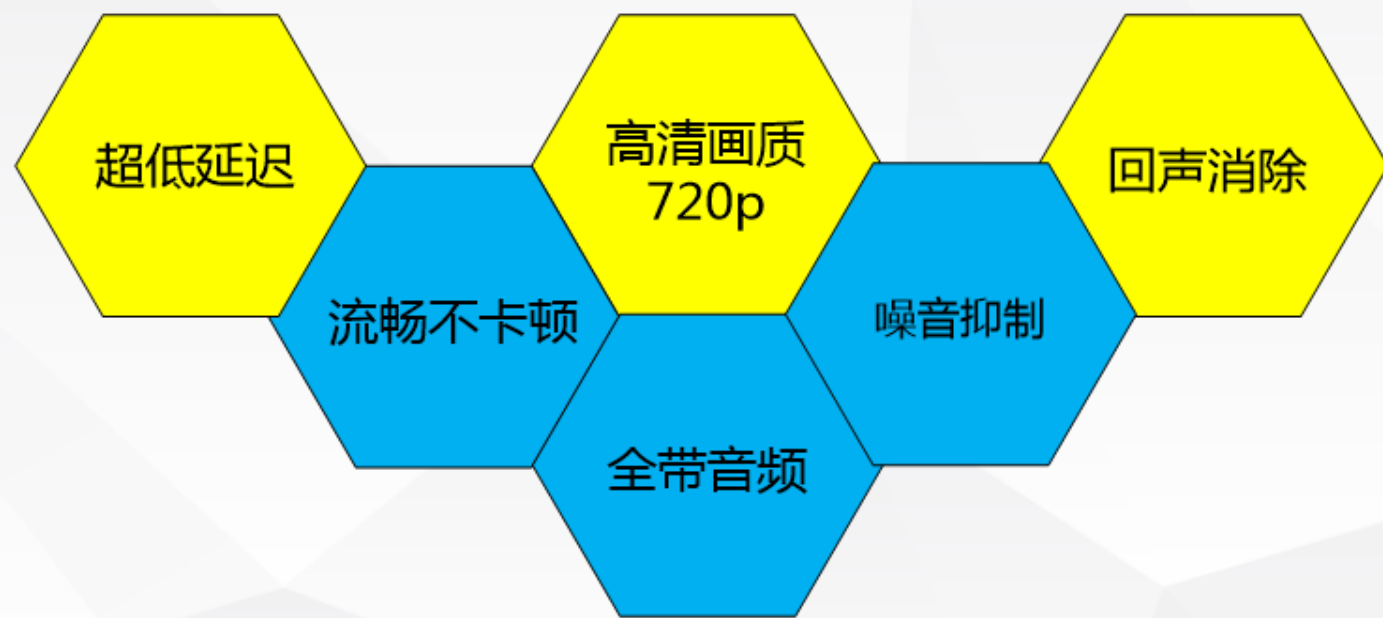 超低延迟
高清画质
720p
回声消除
流畅不卡顿
噪音抑制
全带音频